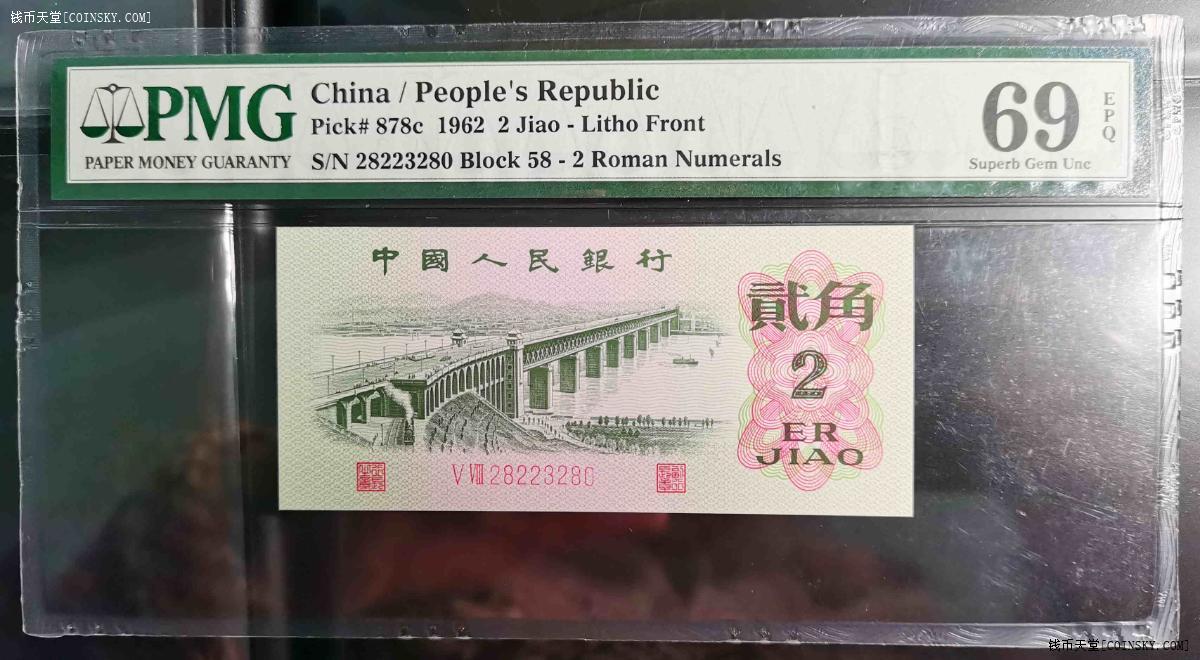 钱币天堂[COINSKY.COM]
PMG
PAPER MONEY GUARANTY
China / People's Republic
Pick# 878c 1962 2 Jiao - Litho Front
S/N 28223280 Block 58 - 2 Roman Numerals
69
EPQ
Superb Gem Unc
中國人民銀行
貳角
2
ER
JIAO
V VIII 28223280
钱币天堂[COINSKY.COM]